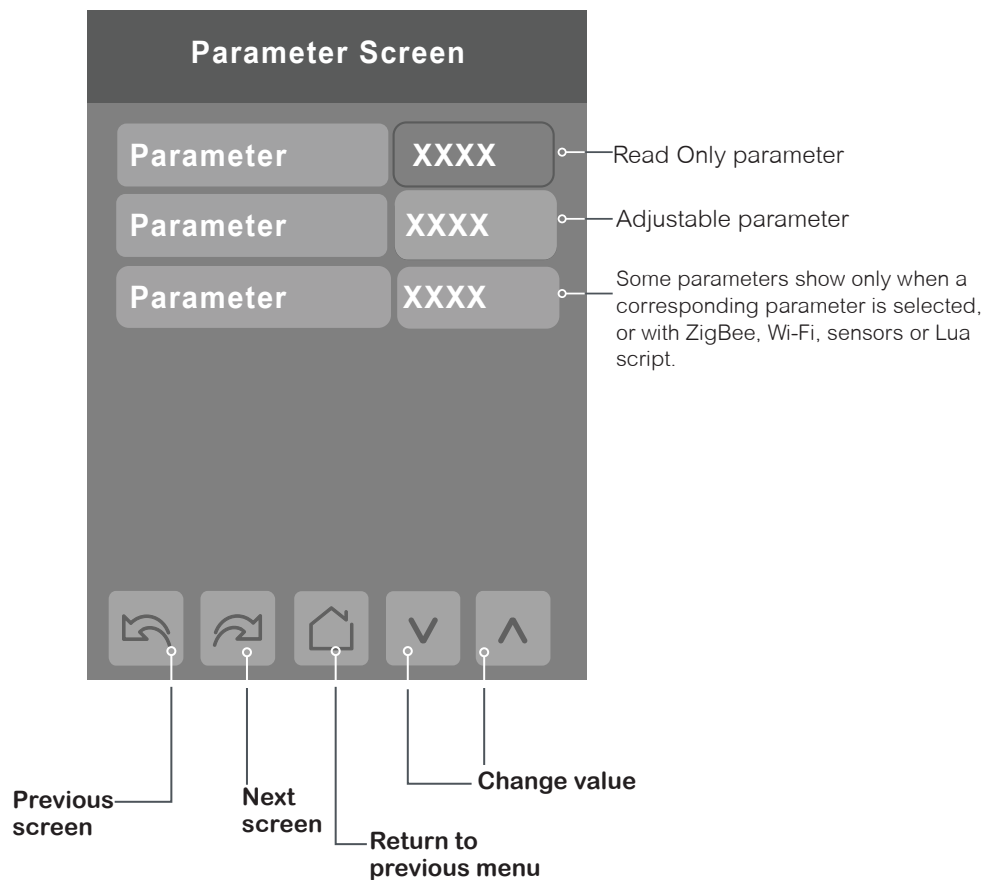 Parameter Screen
Parameter XXXX
Read Only parameter
Parameter XXXX
Adjustable parameter
Parameter XXXX
Some parameters show only when a
corresponding parameter is selected,
or with ZigBee, Wi-Fi, sensors or Lua
script.
Change value
Previous
screen
Next
screen
Return to
previous menu